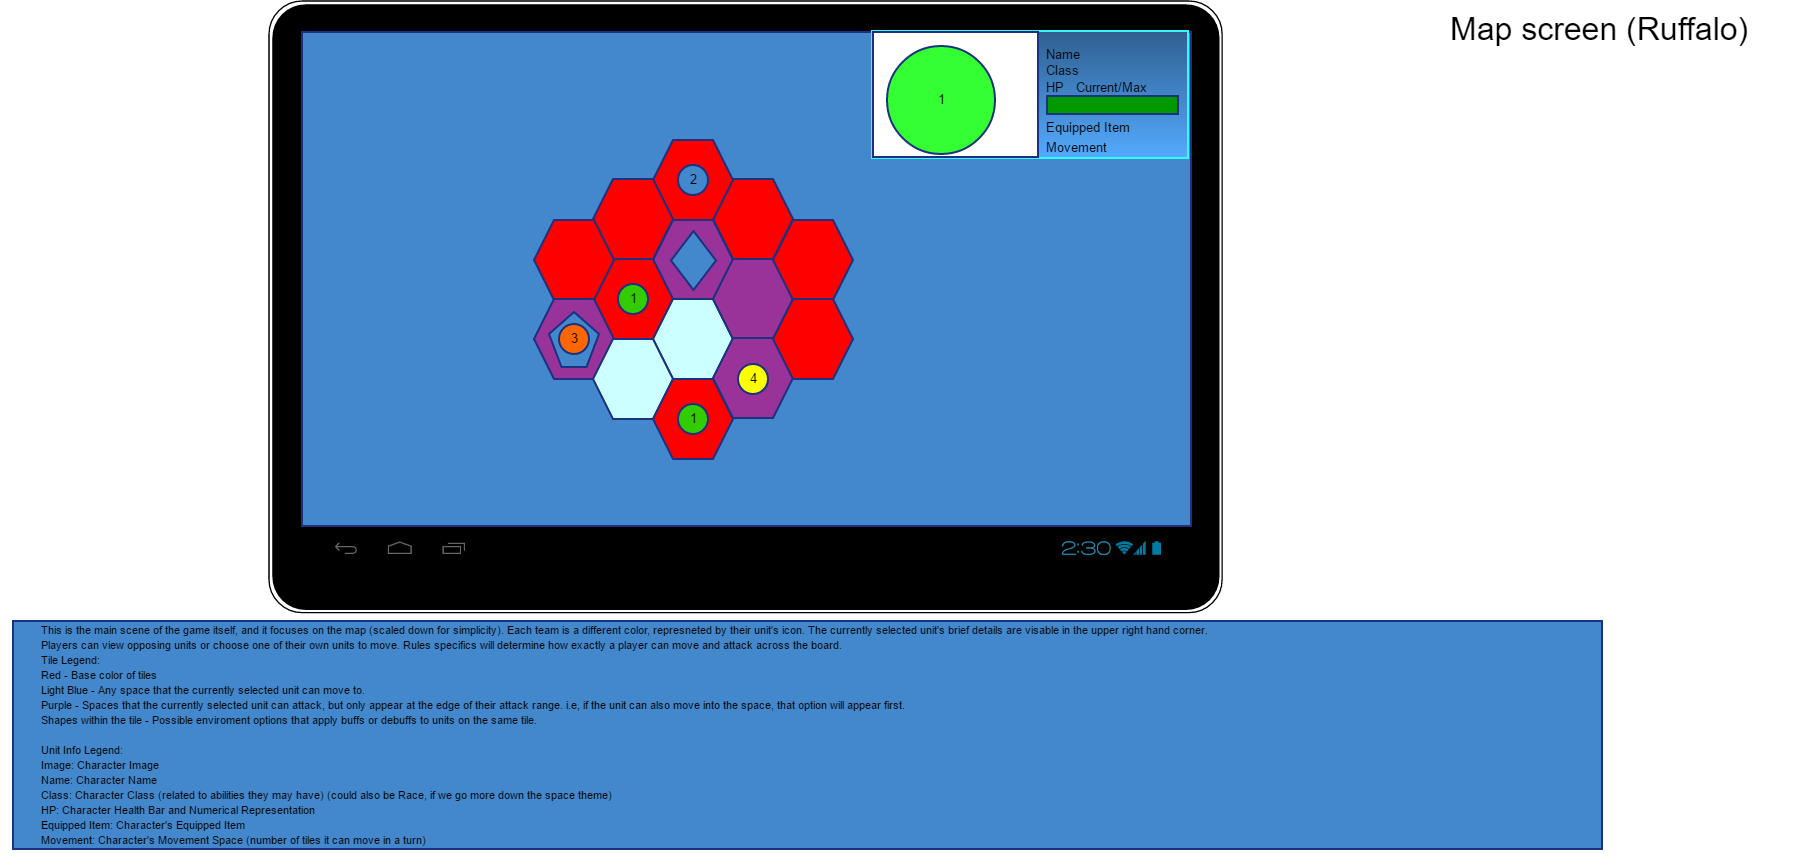 Map screen (Ruffalo)
1
Name
Class
HP Current/Max
Equipped Item
Movement
2
1
3
4
1
2:30
This is the main scene of the game itself, and it focuses on the map (scaled down for simplicity). Each team is a different color, represneted by their unit's icon. The currently selected unit's brief details are visable in the upper right hand corner.
Players can view opposing units or choose one of their own units to move. Rules specifics will determine how exactly a player can move and attack across the board.
Tile Legend:
Red - Base color of tiles
Light Blue - Any space that the currently selected unit can move to.
Purple - Spaces that the currently selected unit can attack, but only appear at the edge of their attack range. i.e, if the unit can also move into the space, that option will appear first.
Shapes within the tile - Possible enviroment options that apply buffs or debuffs to units on the same tile.
Unit Info Legend:
Image: Character Image
Name: Character Name
Class: Character Class (related to abilities they may have) (could also be Race, if we go more down the space theme)
HP: Character Health Bar and Numerical Representation
Equipped Item: Character's Equipped Item
Movement: Character's Movement Space (number of tiles it can move in a turn)